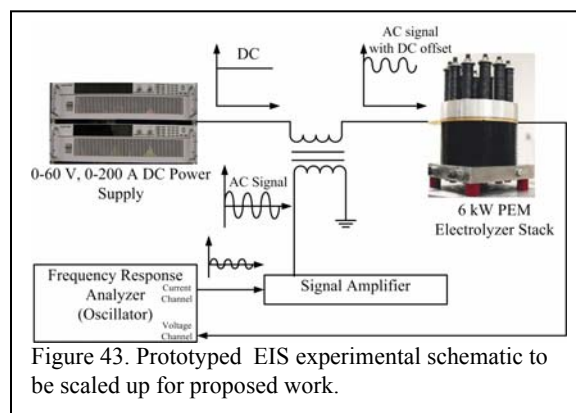 DC
AC signal
with DC offset
0-60 V, 0-200 A DC Power
Supply
AC Signal
6 kW PEM
Electrolyzer Stack
Frequency Response
Analyzer
(Oscillator)
Current
Channel
Voltage
Channel
Signal Amplifier
Figure 43. Prototyped EIS experimental schematic to
be scaled up for proposed work.